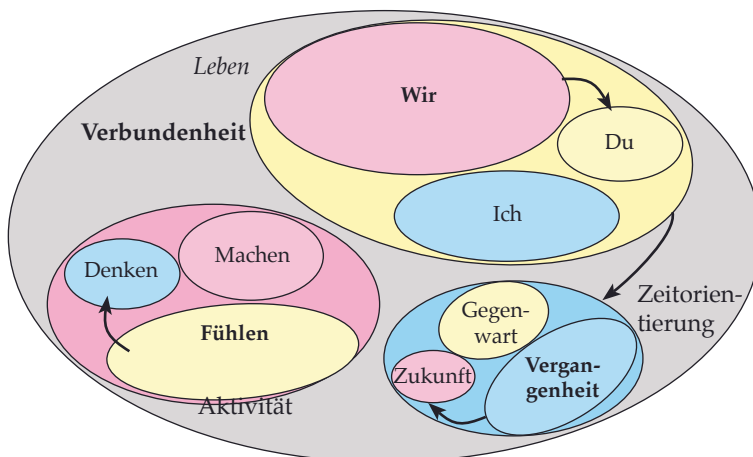 Leben
Wir
Verbundenheit
Du
Ich
Machen
Denken
Fühlen
Aktivität
Zeitorien-
tierung
Gegen-
wart
Zukunft
Vergan-
genheit